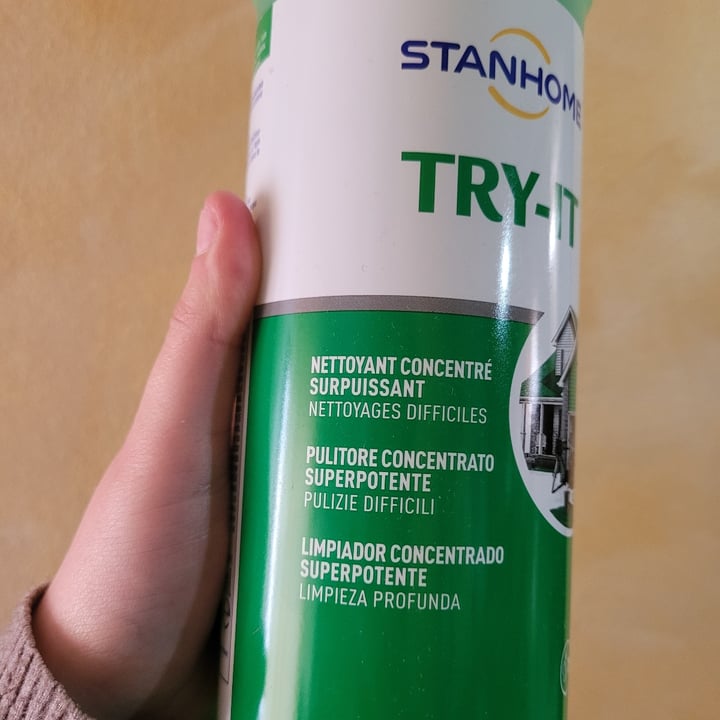 STANHOME
TRY-IT
NETTOYANT CONCENTRÉ
SURPUISSANT
NETTOYAGES DIFFICILES
PULITORE CONCENTRATO
SUPERPOTENTE
PULIZIE DIFFICILI
LIMPIADOR CONCENTRADO
SUPERPOTENTE
LIMPIEZA PROFUNDA